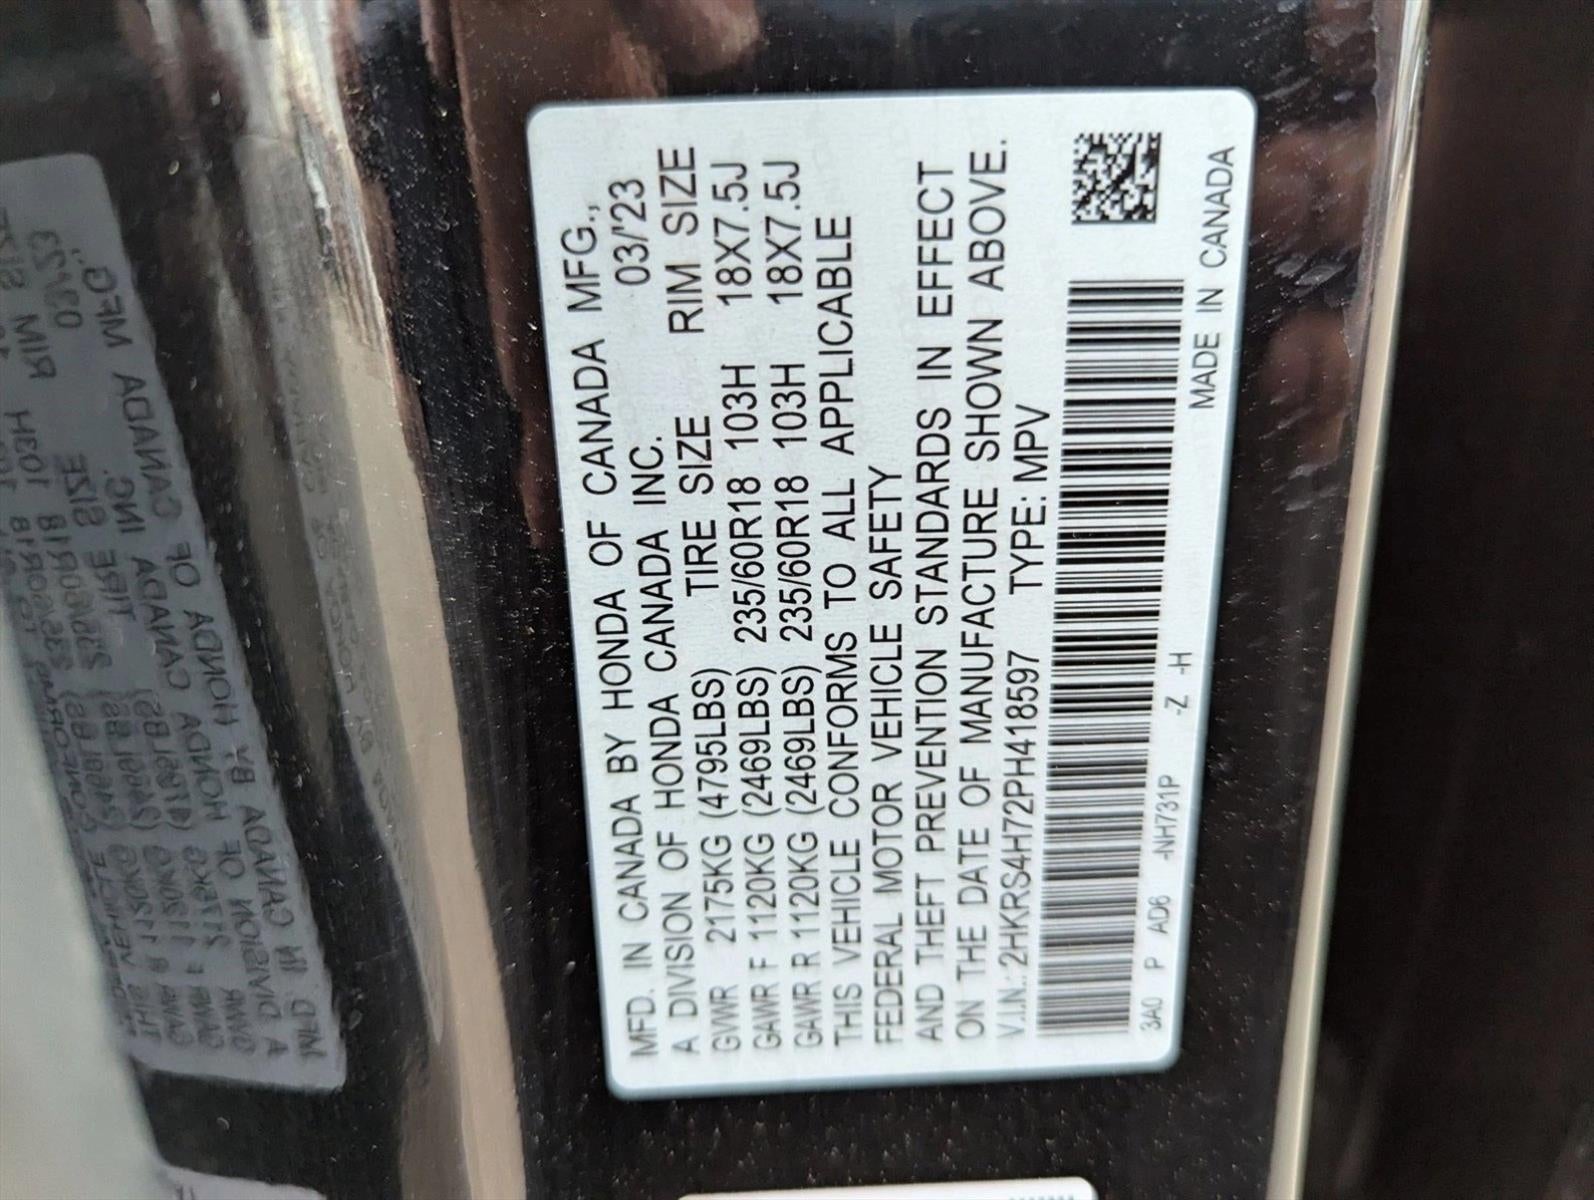 MFD. IN CANADA BY HONDA OF CANADA MFG.,
A DIVISION OF HONDA CANADA INC. 03/'23
GVWR 2175KG (4795LBS) TIRE SIZE RIM SIZE
GAWR F 1120KG (2469LBS) 235/60R18 103H 18X7.5J
GAWR R 1120KG (2469LBS) 235/60R18 103H 18X7.5J
THIS VEHICLE CONFORMS TO ALL APPLICABLE
FEDERAL MOTOR VEHICLE SAFETY
AND THEFT PREVENTION STANDARDS IN EFFECT
ON THE DATE OF MANUFACTURE SHOWN ABOVE.
V.I.N.: 2HKRS4H72PH418597 TYPE: MPV
3A0 P AD6 -NH731P -Z -H
MADE IN CANADA